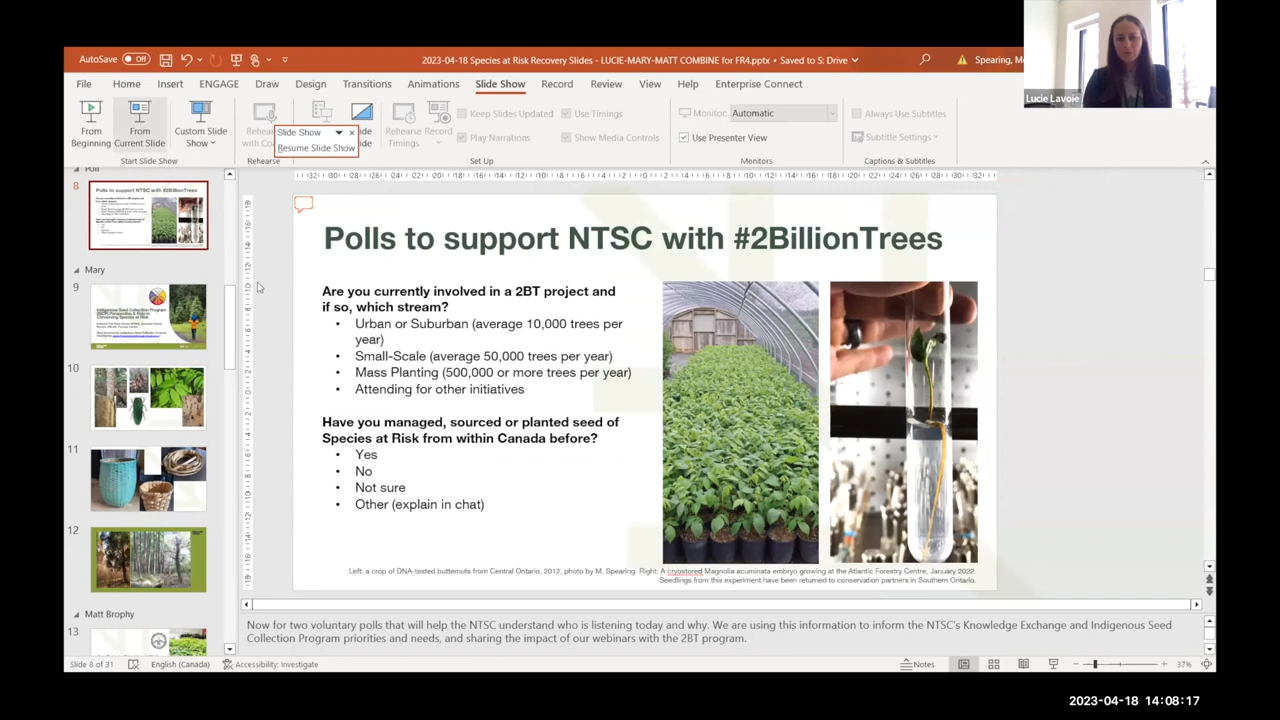 AutoSave Off
2023-04-18 Species at Risk Recovery Slides - LUCIE-MARY-MATT COMBINE for FR4.pptx • Saved to S: Drive
Lucie Lavoie
File Home Insert ENGAGE Draw Design Transitions Animations Slide Show Record Review View Help Enterprise Connect
From Beginning
From Current Slide
Custom Slide Show
Slide Show
Resume Slide Show
Rehearse Timings
Record
Keep Slides Updated
Play Narrations
Use Timings
Show Media Controls
Monitor: Automatic
Use Presenter View
Always Use Subtitles
Subtitle Settings
Start Slide Show
Rehearse
Set Up
Monitors
Captions & Subtitles
Poll
8
Mary
9
10
11
12
Matt Brophy
13
Polls to support NTSC with #2BillionTrees
Are you currently involved in a 2BT project and
if so, which stream?
• Urban or Suburban (average 10,000 trees per
year)
• Small-Scale (average 50,000 trees per year)
• Mass Planting (500,000 or more trees per year)
• Attending for other initiatives
Have you managed, sourced or planted seed of
Species at Risk from within Canada before?
• Yes
• No
• Not sure
• Other (explain in chat)
Left: a crop of DNA-tested butternuts from Central Ontario, 2012, photo by M. Spearing. Right: A cryostored Magnolia acuminata embryo growing at the Atlantic Forestry Centre, January 2022.
Seedlings from this experiment have been returned to conservation partners in Southern Ontario.
Now for two voluntary polls that will help the NTSC understand who is listening today and why. We are using this information to inform the NTSC's Knowledge Exchange and Indigenous Seed
Collection Program priorities and needs, and sharing the impact of our webinars with the 2BT program.
Slide 8 of 31 English (Canada) Accessibility: Investigate Notes 37%
2023-04-18 14:08:17